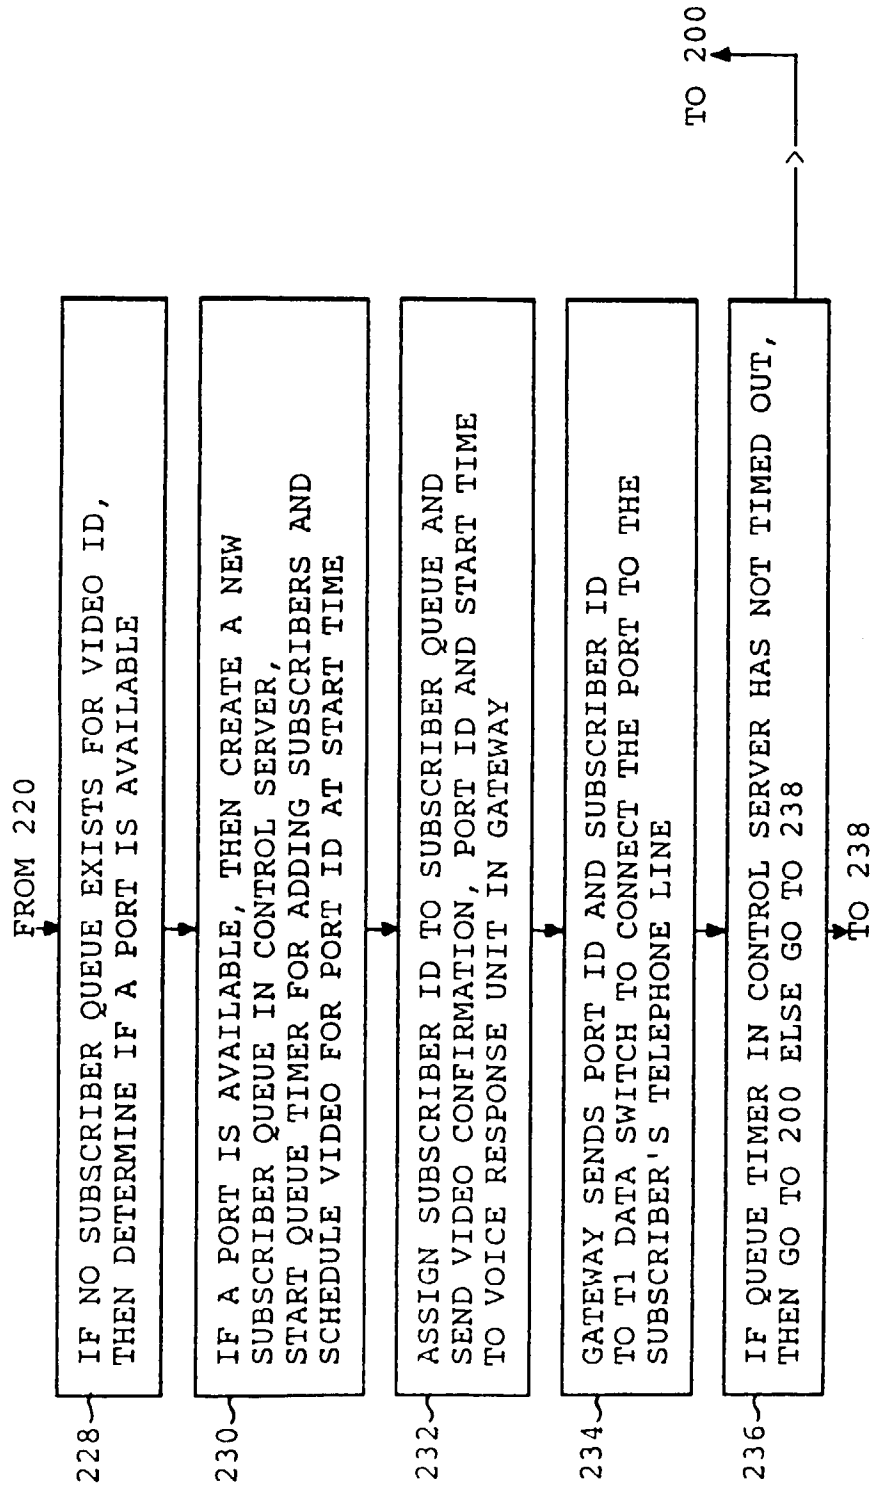 FROM 220
228
IF NO SUBSCRIBER QUEUE EXISTS FOR VIDEO ID,
THEN DETERMINE IF A PORT IS AVAILABLE
230
IF A PORT IS AVAILABLE, THEN CREATE A NEW
SUBSCRIBER QUEUE IN CONTROL SERVER,
START QUEUE TIMER FOR ADDING SUBSCRIBERS AND
SCHEDULE VIDEO FOR PORT ID AT START TIME
232
ASSIGN SUBSCRIBER ID TO SUBSCRIBER QUEUE AND
SEND VIDEO CONFIRMATION, PORT ID AND START TIME
TO VOICE RESPONSE UNIT IN GATEWAY
234
GATEWAY SENDS PORT ID AND SUBSCRIBER ID
TO T1 DATA SWITCH TO CONNECT THE PORT TO THE
SUBSCRIBER'S TELEPHONE LINE
236
IF QUEUE TIMER IN CONTROL SERVER HAS NOT TIMED OUT,
THEN GO TO 200 ELSE GO TO 238
TO 200
TO 238